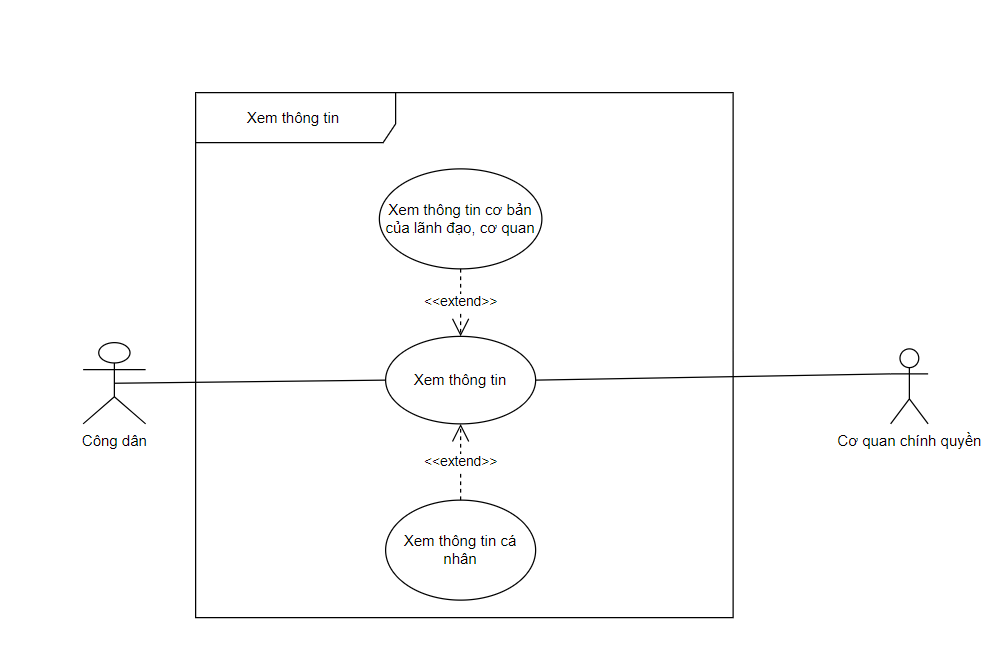 Xem thông tin
Xem thông tin cơ bản
của lãnh đạo, cơ quan
<<extend>>
Xem thông tin
Công dân
Cơ quan chính quyền
<<extend>>
Xem thông tin cá
nhân